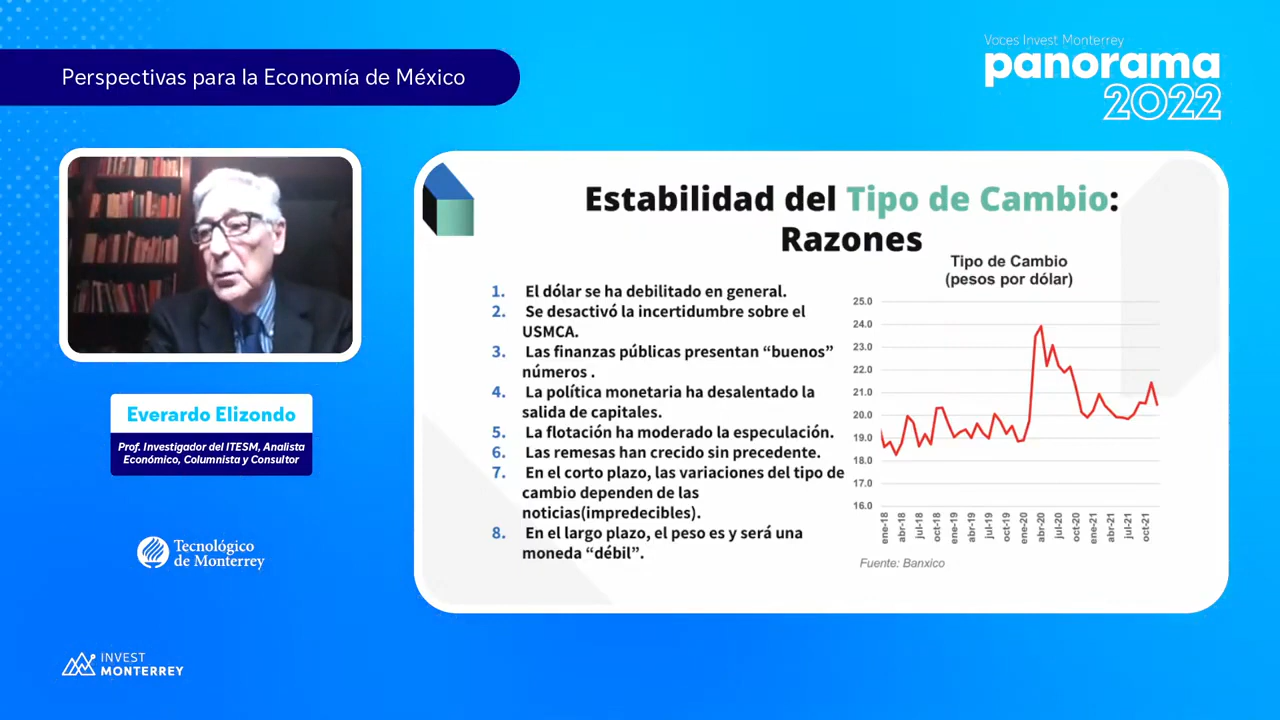 Perspectivas para la Economía de México
Voces Invest Monterrey
panorama
2022
Everardo Elizondo
Prof. Investigador del ITESM, Analista
Económico, Columnista y Consultor
Tecnológico
de Monterrey
INVEST
MONTERREY
Estabilidad del Tipo de Cambio:
Razones
1. El dólar se ha debilitado en general.
2. Se desactivó la incertidumbre sobre el
USMCA.
3. Las finanzas públicas presentan “buenos”
números .
4. La política monetaria ha desalentado la
salida de capitales.
5. La flotación ha moderado la especulación.
6. Las remesas han crecido sin precedente.
7. En el corto plazo, las variaciones del tipo de
cambio dependen de las
noticias(impredecibles).
8. En el largo plazo, el peso es y será una
moneda “débil”.
Tipo de Cambio
(pesos por dólar)
25.0
24.0
23.0
22.0
21.0
20.0
19.0
18.0
17.0
16.0
ene-18
abr-18
jul-18
oct-18
ene-19
abr-19
jul-19
oct-19
ene-20
abr-20
jul-20
oct-20
ene-21
abr-21
jul-21
oct-21
Fuente: Banxico